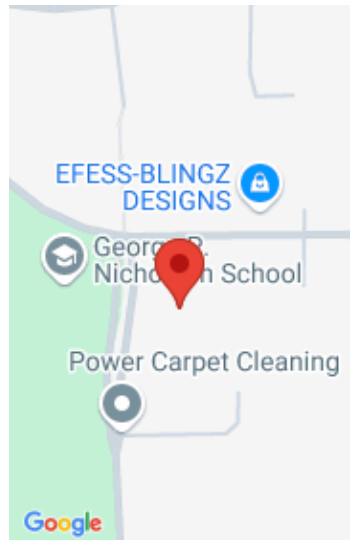 EFESS-BLINGZ
DESIGNS
George P.
School
Power Carpet Cleaning
Google